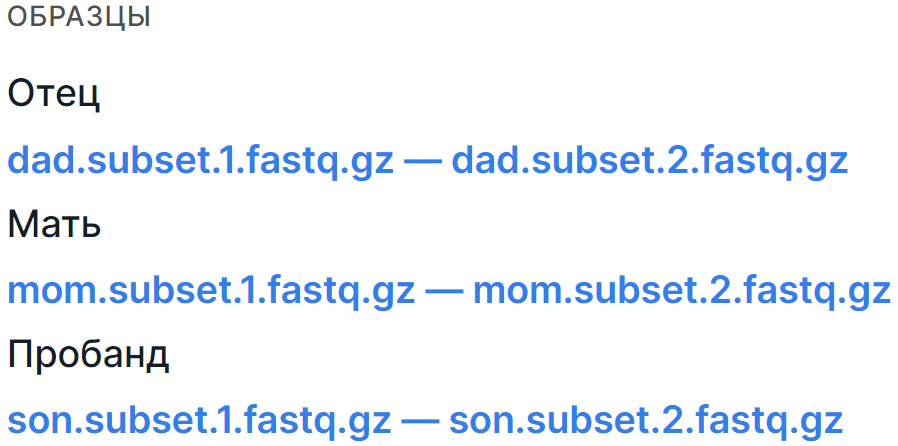 ОБРАЗЦЫ
Отец
dad.subset.1.fastq.gz — dad.subset.2.fastq.gz
Мать
mom.subset.1.fastq.gz — mom.subset.2.fastq.gz
Пробанд
son.subset.1.fastq.gz — son.subset.2.fastq.gz